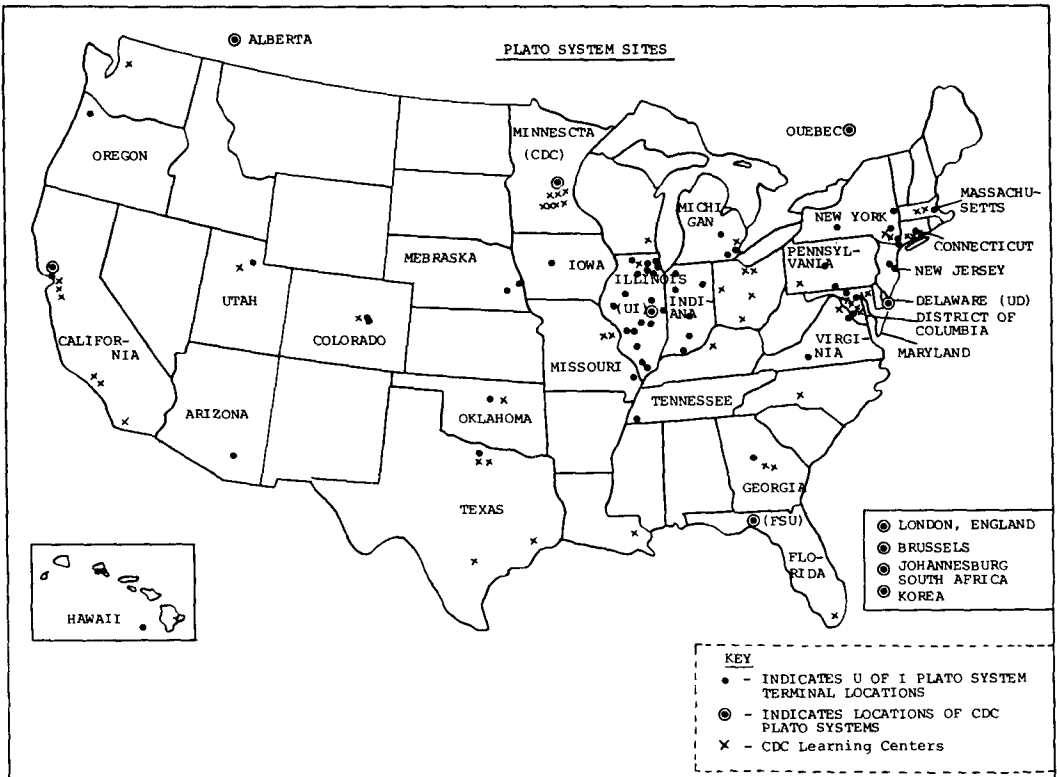 PLATO SYSTEM SITES
ALBERTA
OUEBEC
OREGON
MINNESCTA
(CDC)
MICHI
GAN
NEW YORK
MASSACHU-
SETTS
CONNECTICUT
PENNSYL-
VANIA
NEW JERSEY
DELAWARE (UD)
DISTRICT OF
COLUMBIA
MARYLAND
MEBRASKA
IOWA
ILLINOIS
(UI)
INDI-
ANA
UTAH
COLORADO
CALIFOR-
NIA
MISSOURI
VIRGI-
NIA
ARIZONA
OKLAHOMA
TENNESSEE
TEXAS
GEORGIA
(FSU)
FLO-
RIDA
HAWAII
LONDON, ENGLAND
BRUSSELS
JOHANNESBURG
SOUTH AFRICA
KOREA
KEY
- INDICATES U OF I PLATO SYSTEM
TERMINAL LOCATIONS
- INDICATES LOCATIONS OF CDC
PLATO SYSTEMS
- CDC Learning Centers